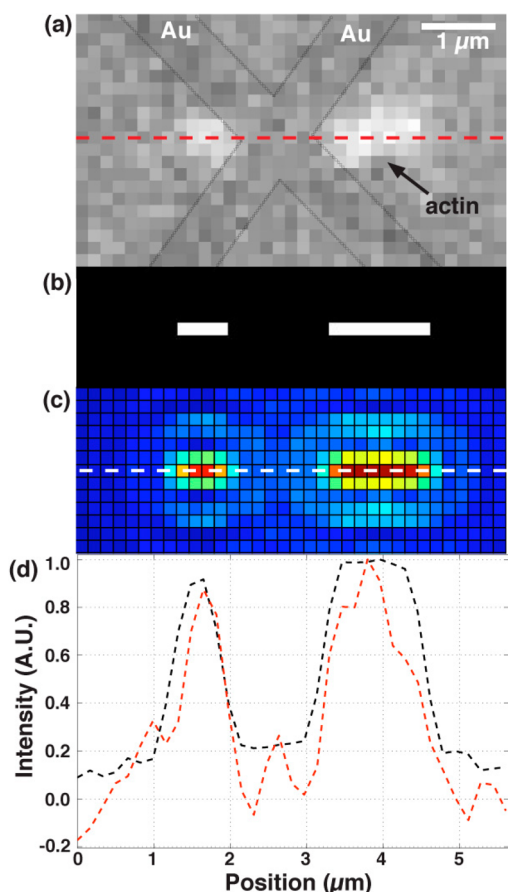 (a)
Au
Au
1 μm
actin
(b)
(c)
(d)
1.0
0.8
0.6
0.4
0.2
0.0
-0.2
Intensity (A.U.)
0
1
2
3
4
5
Position (μm)